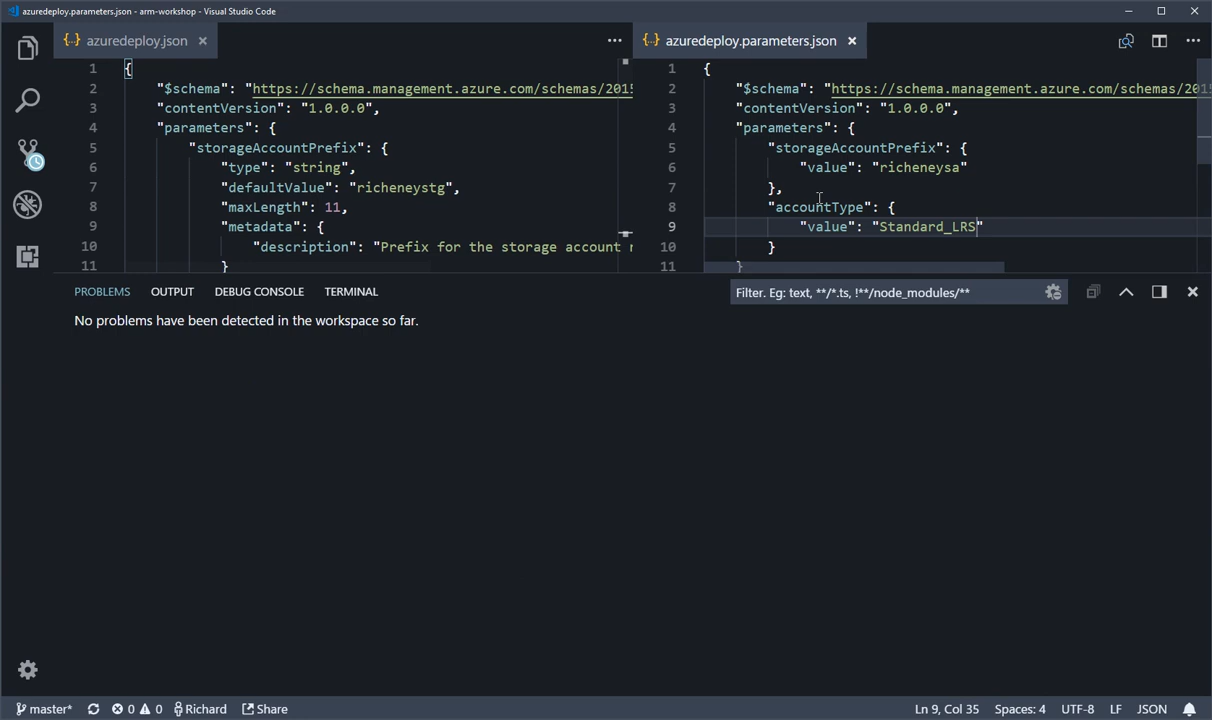 azuredeploy.parameters.json - arm-workshop - Visual Studio Code
{} azuredeploy.json
1 {
2 "$schema": "https://schema.management.azure.com/schemas/2015
3 "contentVersion": "1.0.0.0",
4 "parameters": {
5 "storageAccountPrefix": {
6 "type": "string",
7 "defaultValue": "richeneystg",
8 "maxLength": 11,
9 "metadata": {
10 "description": "Prefix for the storage account
11 }
{} azuredeploy.parameters.json
1 {
2 "$schema": "https://schema.management.azure.com/schemas/201
3 "contentVersion": "1.0.0.0",
4 "parameters": {
5 "storageAccountPrefix": {
6 "value": "richeneysa"
7 },
8 "accountType": {
9 "value": "Standard_LRS"
10 }
11 }
PROBLEMS OUTPUT DEBUG CONSOLE TERMINAL Filter. Eg: text, **/*.ts, !**/node_modules/**
No problems have been detected in the workspace so far.
master* 0 0 Richard Share Ln 9, Col 35 Spaces: 4 UTF-8 LF JSON